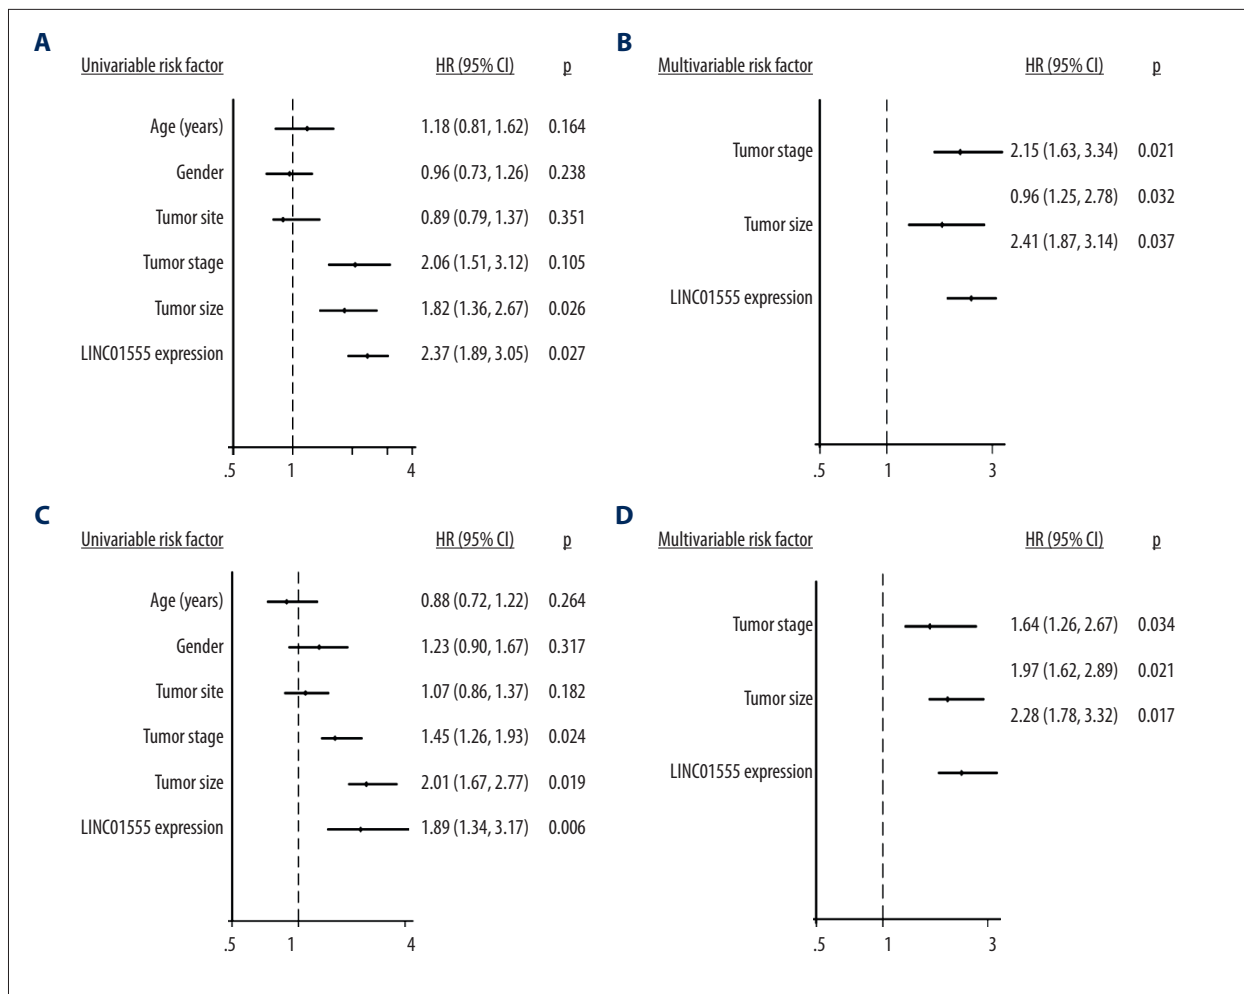 A
Univariable risk factor HR (95% CI) p
Age (years) 1.18 (0.81, 1.62) 0.164
Gender 0.96 (0.73, 1.26) 0.238
Tumor site 0.89 (0.79, 1.37) 0.351
Tumor stage 2.06 (1.51, 3.12) 0.105
Tumor size 1.82 (1.36, 2.67) 0.026
LINC01555 expression 2.37 (1.89, 3.05) 0.027
.5 1 4
B
Multivariable risk factor HR (95% CI) p
Tumor stage 2.15 (1.63, 3.34) 0.021
0.96 (1.25, 2.78) 0.032
Tumor size
2.41 (1.87, 3.14) 0.037
LINC01555 expression
.5 1 3
C
Univariable risk factor HR (95% CI) p
Age (years) 0.88 (0.72, 1.22) 0.264
Gender 1.23 (0.90, 1.67) 0.317
Tumor site 1.07 (0.86, 1.37) 0.182
Tumor stage 1.45 (1.26, 1.93) 0.024
Tumor size 2.01 (1.67, 2.77) 0.019
LINC01555 expression 1.89 (1.34, 3.17) 0.006
.5 1 4
D
Multivariable risk factor HR (95% CI) p
Tumor stage 1.64 (1.26, 2.67) 0.034
1.97 (1.62, 2.89) 0.021
Tumor size
2.28 (1.78, 3.32) 0.017
LINC01555 expression
.5 1 3